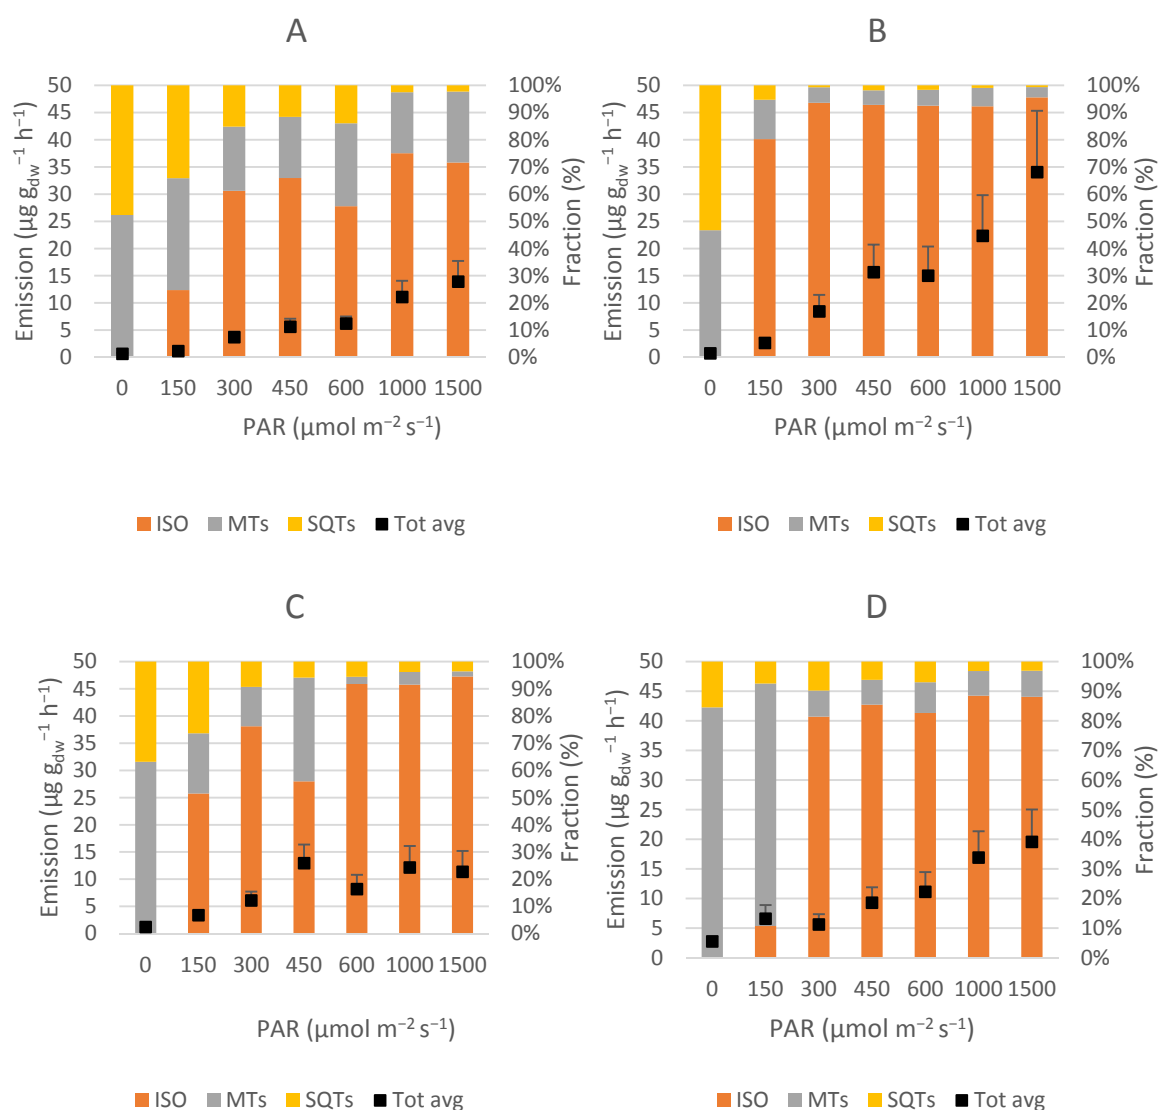 A
50 100%
45 90%
40 80%
35 70%
30 60%
25 50%
20 40%
15 30%
10 20%
5 10%
0 0%
Emission (µg g_dw⁻¹ h⁻¹)
Fraction (%)
0 150 300 450 600 1000 1500
PAR (µmol m⁻² s⁻¹)
ISO MTs SQTs Tot avg
B
50 100%
45 90%
40 80%
35 70%
30 60%
25 50%
20 40%
15 30%
10 20%
5 10%
0 0%
Emission (µg g_dw⁻¹ h⁻¹)
Fraction (%)
0 150 300 450 600 1000 1500
PAR (µmol m⁻² s⁻¹)
ISO MTs SQTs Tot avg
C
50 100%
45 90%
40 80%
35 70%
30 60%
25 50%
20 40%
15 30%
10 20%
5 10%
0 0%
Emission (µg g_dw⁻¹ h⁻¹)
Fraction (%)
0 150 300 450 600 1000 1500
PAR (µmol m⁻² s⁻¹)
ISO MTs SQTs Tot avg
D
50 100%
45 90%
40 80%
35 70%
30 60%
25 50%
20 40%
15 30%
10 20%
5 10%
0 0%
Emission (µg g_dw⁻¹ h⁻¹)
Fraction (%)
0 150 300 450 600 1000 1500
PAR (µmol m⁻² s⁻¹)
ISO MTs SQTs Tot avg